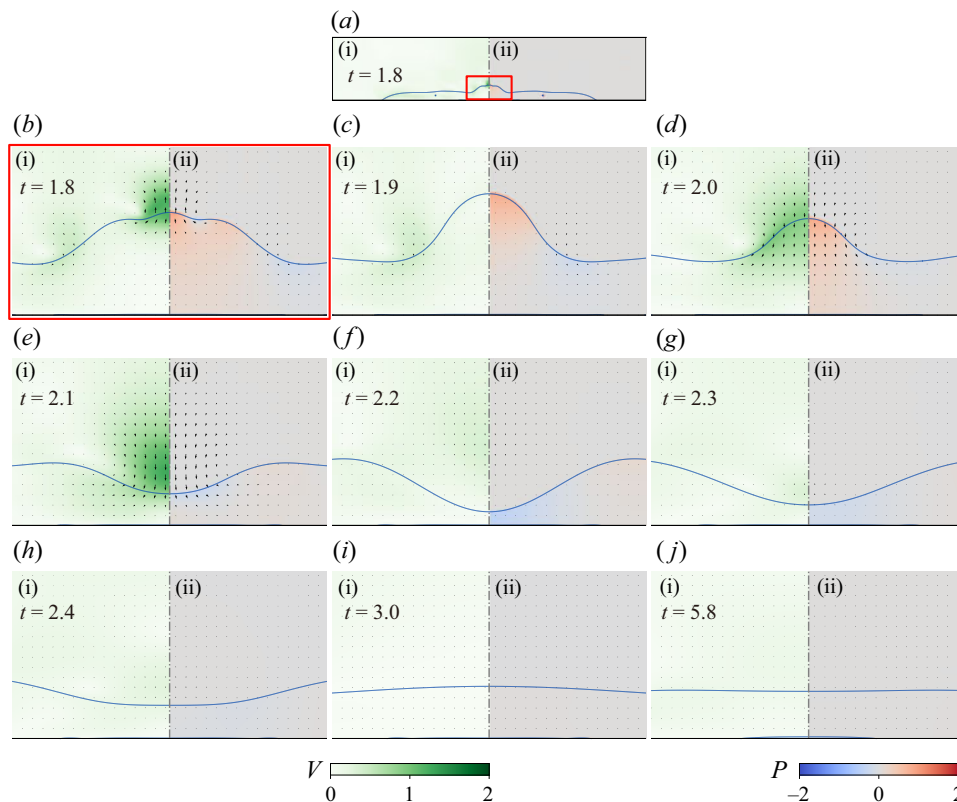 (a)
(i) (ii)
t = 1.8
(b) (c) (d)
(i) (ii) (i) (ii) (i) (ii)
t = 1.8 t = 1.9 t = 2.0
(e) (f) (g)
(i) (ii) (i) (ii) (i) (ii)
t = 2.1 t = 2.2 t = 2.3
(h) (i) (j)
(i) (ii) (i) (ii) (i) (ii)
t = 2.4 t = 3.0 t = 5.8
V P
0 1 2 –2 0 2